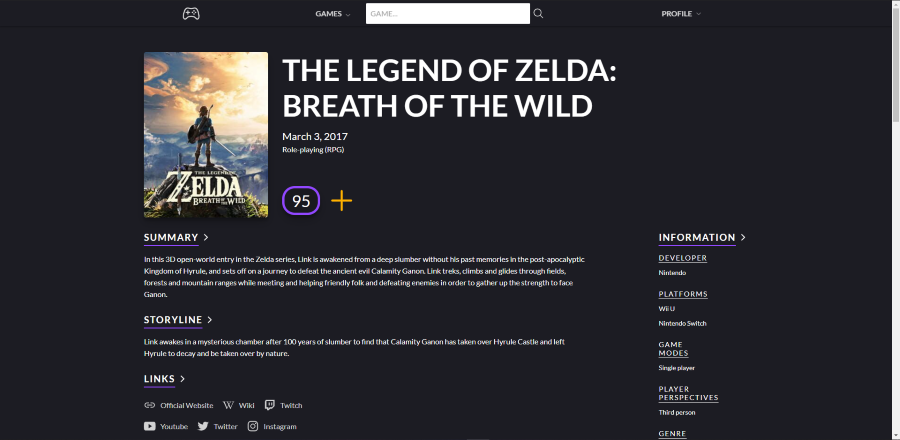 GAMES
GAME...
PROFILE
THE LEGEND OF ZELDA:
BREATH OF THE WILD
March 3, 2017
Role-playing (RPG)
THE LEGEND OF
ZELDA
BREATH OF THE WILD
95
SUMMARY
In this 3D open-world entry in the Zelda series, Link is awakened from a deep slumber without his past memories in the post-apocalyptic
Kingdom of Hyrule, and sets off on a journey to defeat the ancient evil Calamity Ganon. Link treks, climbs and glides through fields,
forests and mountain ranges while meeting and helping friendly folk and defeating enemies in order to gather up the strength to face
Ganon.
STORYLINE
Link awakes in a mysterious chamber after 100 years of slumber to find that Calamity Ganon has taken over Hyrule Castle and left
Hyrule to decay and be taken over by nature.
LINKS
Official Website
Wiki
Twitch
Youtube
Twitter
Instagram
INFORMATION
DEVELOPER
Nintendo
PLATFORMS
Wii U
Nintendo Switch
GAME
MODES
Single player
PLAYER
PERSPECTIVES
Third person
GENRE